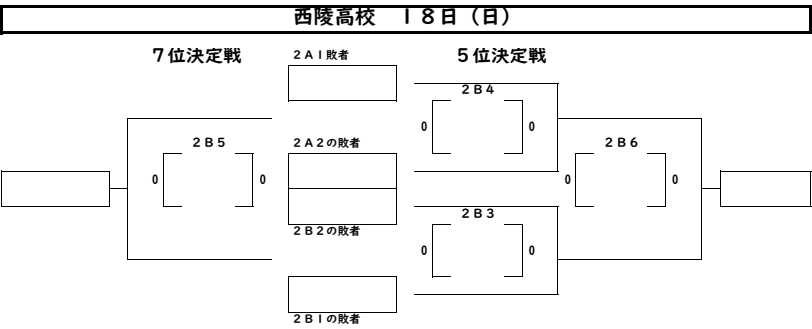 西陵高校　１８日（日）
７位決定戦
２Ａ１敗者
５位決定戦
２Ｂ４
0 0
２Ｂ５
２Ａ２の敗者
２Ｂ６
0 0
0 0
２Ｂ３
２Ｂ２の敗者
0 0
２Ｂ１の敗者